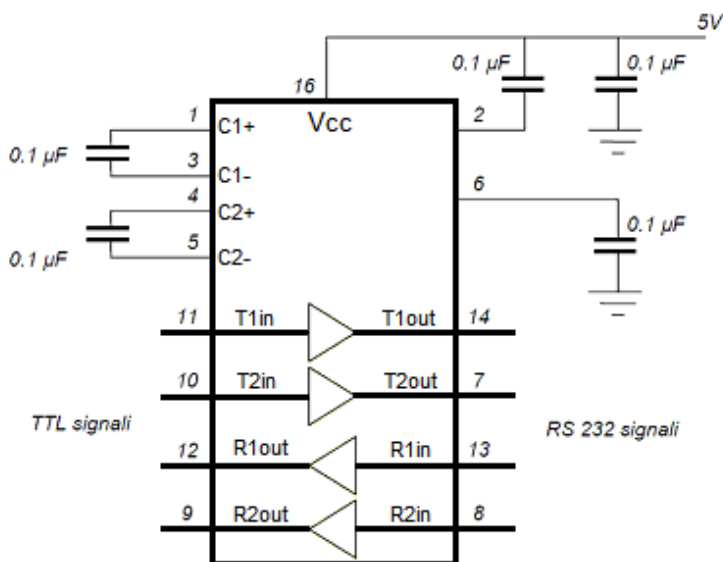 5V
0.1 µF
0.1 µF
16
1
C1+
Vcc
2
0.1 µF
3
C1-
4
C2+
6
0.1 µF
5
C2-
0.1 µF
11
T1in
T1out
14
10
T2in
T2out
7
TTL signali
RS 232 signali
12
R1out
R1in
13
9
R2out
R2in
8